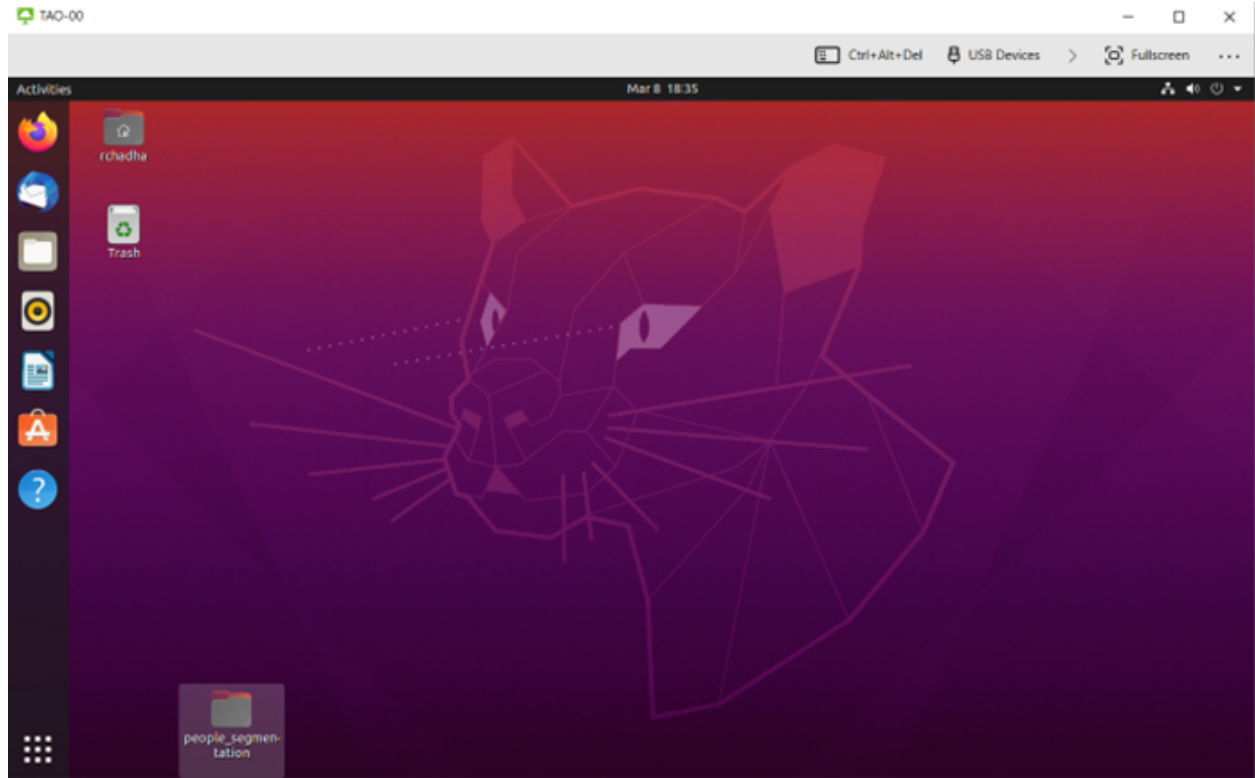 TAO-00
Ctrl+Alt+Del USB Devices Fullscreen
Activities Mar 8 18:35
rchadha
Trash
people_segmen-
tation